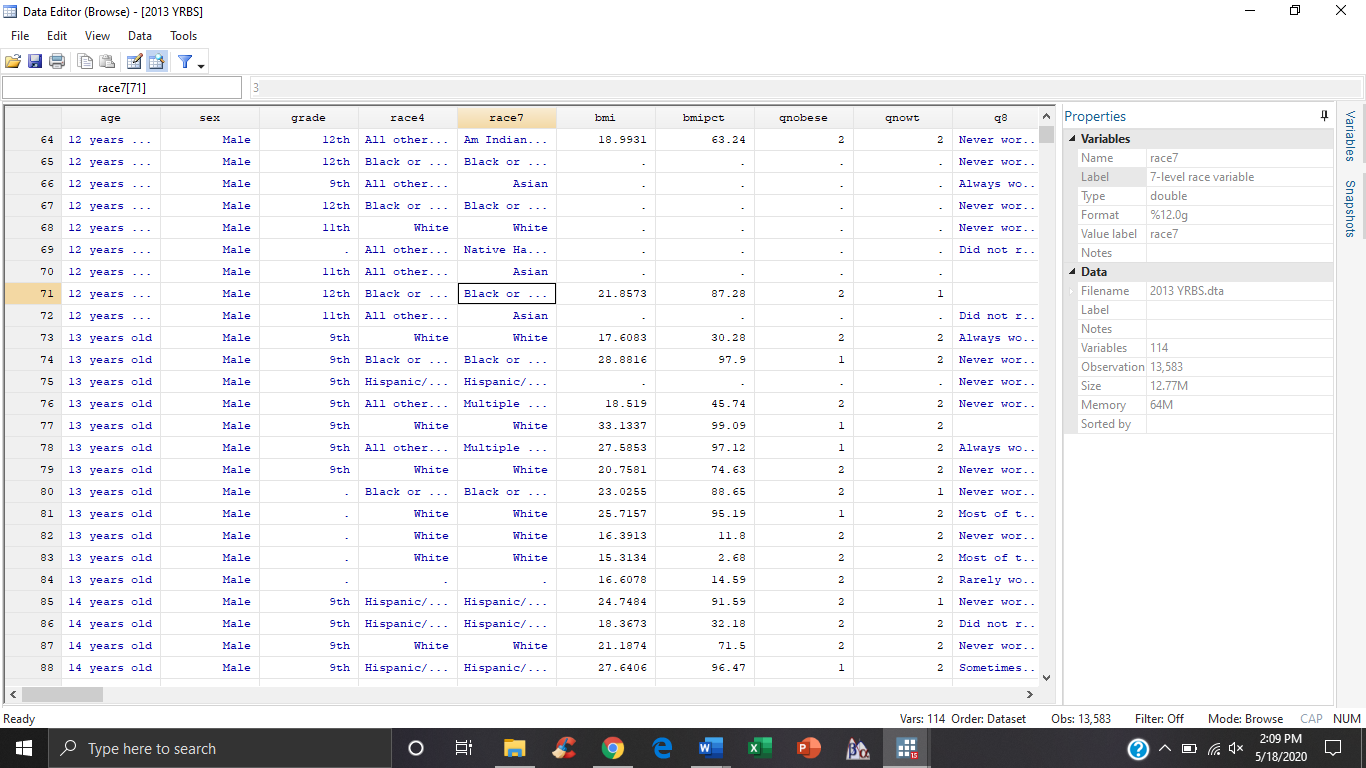 Data Editor (Browse) - [2013 YRBS]
File Edit View Data Tools
race7[71] 3
age sex grade race4 race7 bmi bmipct qnobese qnowt q8
64 12 years ... Male 12th All other... Am Indian... 18.9931 63.24 2 2 Never wor..
65 12 years ... Male 12th Black or ... Black or ... . . . . Never wor..
66 12 years ... Male 9th All other... Asian . . . . Always wo..
67 12 years ... Male 12th Black or ... Black or ... . . . . Never wor..
68 12 years ... Male 11th White White . . . . Never wor..
69 12 years ... Male . All other... Native Ha... . . . . Did not r..
70 12 years ... Male 11th All other... Asian . . . .
71 12 years ... Male 12th Black or ... Black or ... 21.8573 87.28 2 1
72 12 years ... Male 11th All other... Asian . . . . Did not r..
73 13 years old Male 9th White White 17.6083 30.28 2 2 Always wo..
74 13 years old Male 9th Black or ... Black or ... 28.8816 97.9 1 2 Never wor..
75 13 years old Male 9th Hispanic/... Hispanic/... . . . . Never wor..
76 13 years old Male 9th All other... Multiple ... 18.519 45.74 2 2 Never wor..
77 13 years old Male 9th White White 33.1337 99.09 1 2
78 13 years old Male 9th All other... Multiple ... 27.5853 97.12 1 2 Always wo..
79 13 years old Male 9th White White 20.7581 74.63 2 2 Never wor..
80 13 years old Male . Black or ... Black or ... 23.0255 88.65 2 1 Never wor..
81 13 years old Male . White White 25.7157 95.19 1 2 Most of t..
82 13 years old Male . White White 16.3913 11.8 2 2 Never wor..
83 13 years old Male . White White 15.3134 2.68 2 2 Most of t..
84 13 years old Male . . . 16.6078 14.59 2 2 Rarely wo..
85 14 years old Male 9th Hispanic/... Hispanic/... 24.7484 91.59 2 1 Never wor..
86 14 years old Male 9th Hispanic/... Hispanic/... 18.3673 32.18 2 2 Did not r..
87 14 years old Male 9th White White 21.1874 71.5 2 2 Never wor..
88 14 years old Male 9th Hispanic/... Hispanic/... 27.6406 96.47 1 2 Sometimes..
Properties
Variables
Name race7
Label 7-level race variable
Type double
Format %12.0g
Value label race7
Notes
Data
Filename 2013 YRBS.dta
Label
Notes
Variables 114
Observation 13,583
Size 12.77M
Memory 64M
Sorted by
Variables
Snapshots
Ready Vars: 114 Order: Dataset Obs: 13,583 Filter: Off Mode: Browse CAP NUM
Type here to search
2:09 PM
5/18/2020